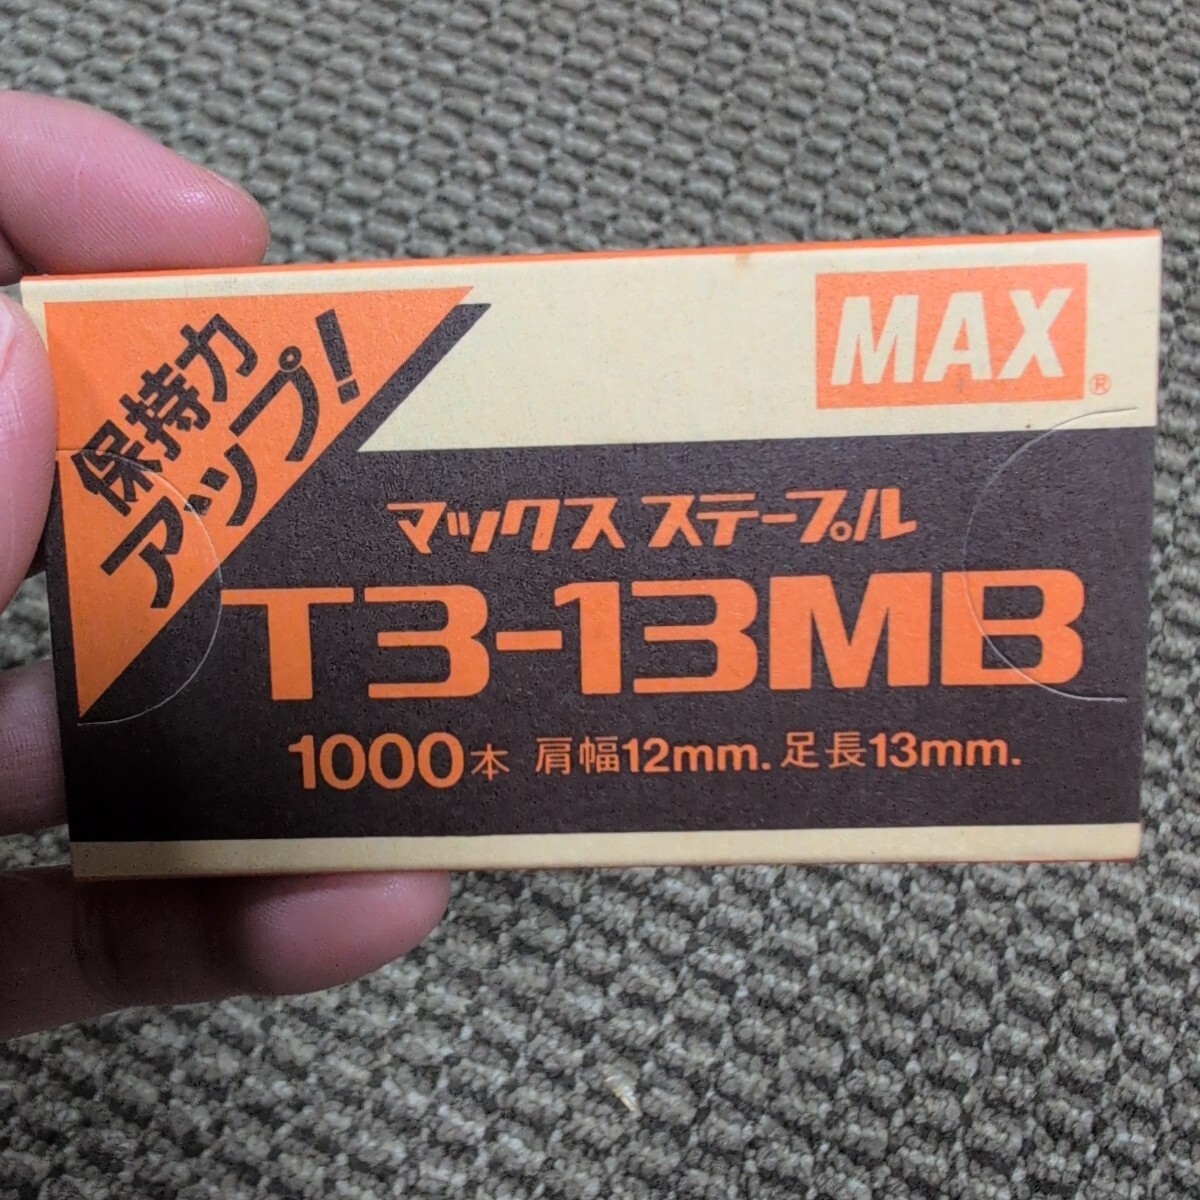 保持力
アップ!
MAX®
マックス ステープル
T3-13MB
1000本 肩幅12mm. 足長13mm.